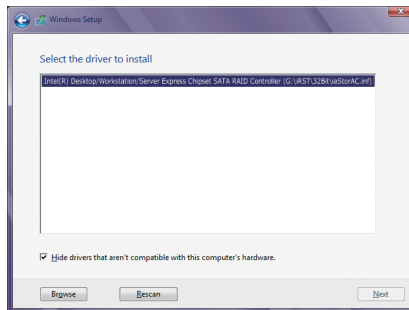 Windows Setup
Select the driver to install
Intel(R) Desktop/Workstation/Server Express Chipset SATA RAID Controller (G:\iRST\32Bit\iaStorAC.inf)
Hide drivers that aren't compatible with this computer's hardware.
Browse
Rescan
Next